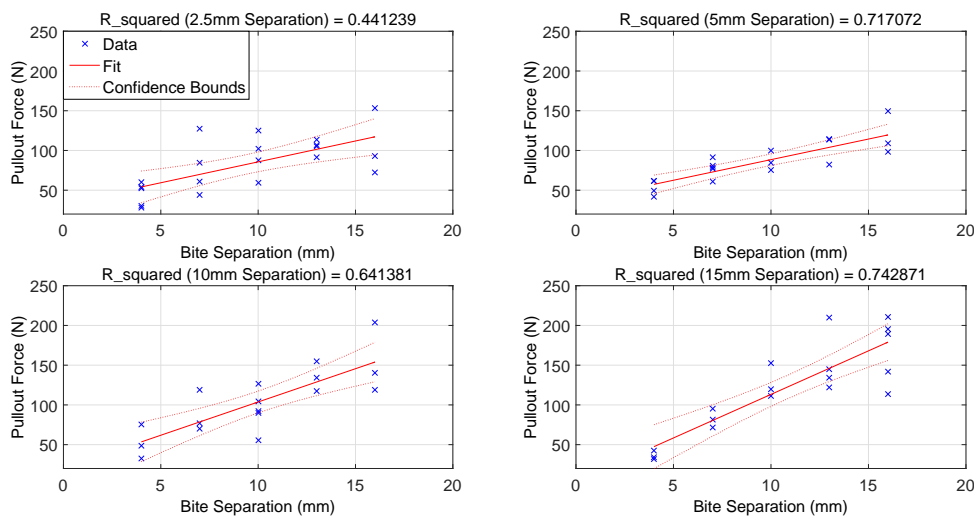 R_squared (2.5mm Separation) = 0.441239
250
200
150
100
50
0
5
10
15
20
Pullout Force (N)
Bite Separation (mm)
Data
Fit
Confidence Bounds
R_squared (5mm Separation) = 0.717072
250
200
150
100
50
0
5
10
15
20
Pullout Force (N)
Bite Separation (mm)
R_squared (10mm Separation) = 0.641381
250
200
150
100
50
0
5
10
15
20
Pullout Force (N)
Bite Separation (mm)
R_squared (15mm Separation) = 0.742871
250
200
150
100
50
0
5
10
15
20
Pullout Force (N)
Bite Separation (mm)